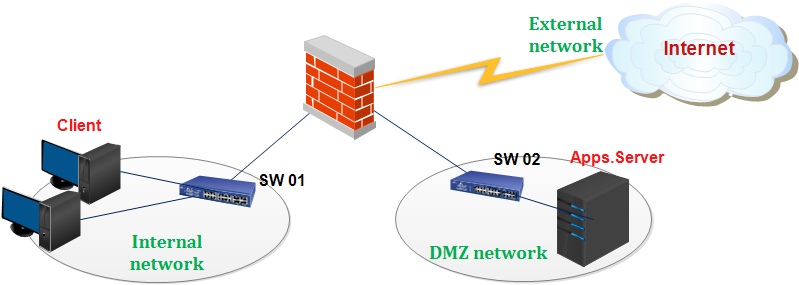 External
network
Internet
Client
SW 01
SW 02
Apps.Server
Internal
network
DMZ network